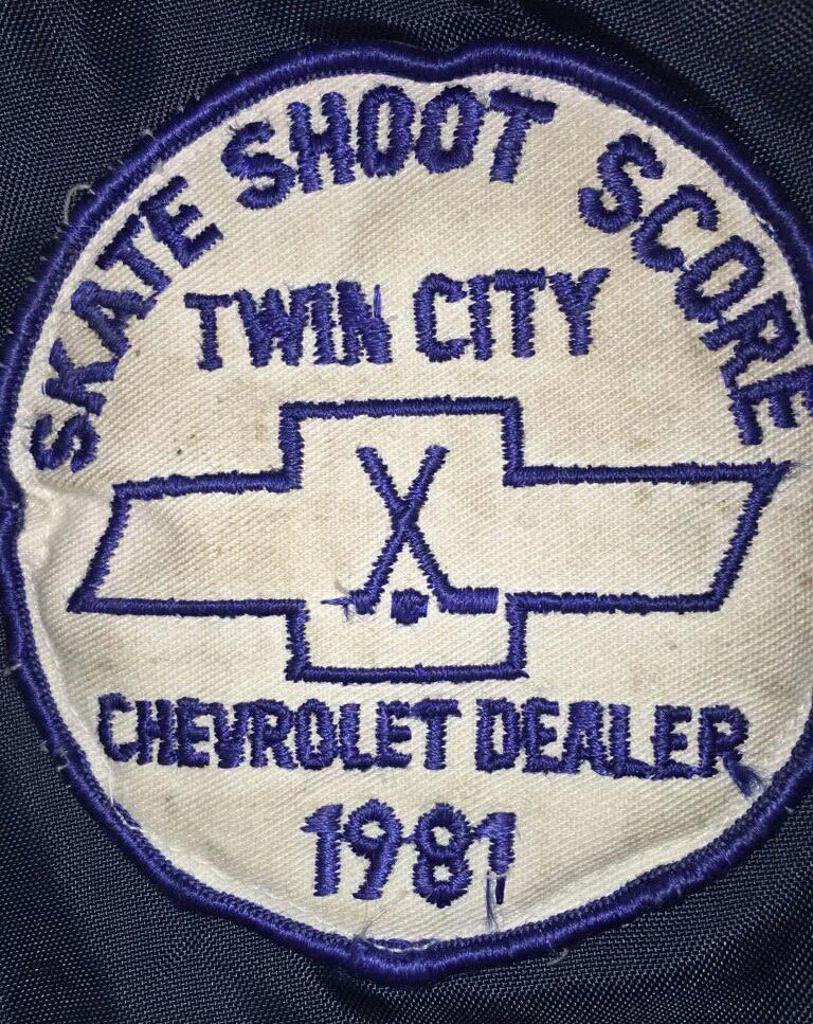 SKATE SHOOT SCORE
TWIN CITY
CHEVROLET DEALER
1981